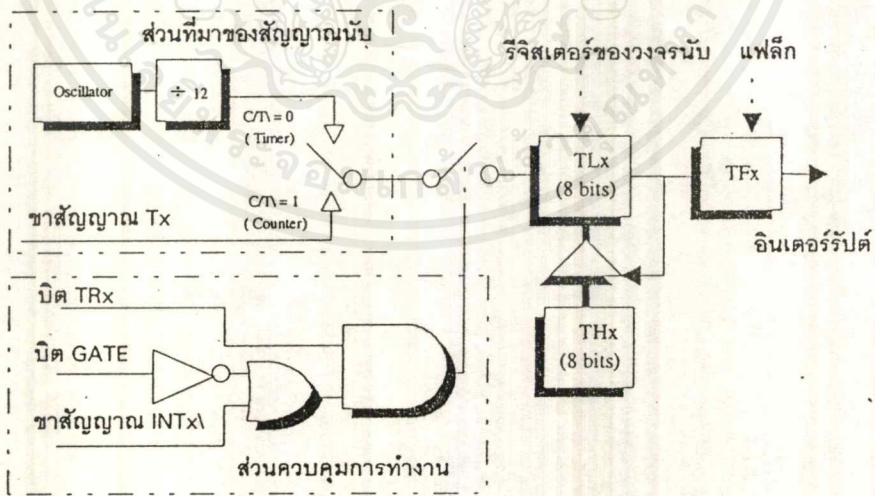 ส่วนที่มาของสัญญาณนับ
รีจิสเตอร์ของวงจรนับ
แฟล็ก
Oscillator
÷ 12
C/T\ = 0
( Timer)
C/T\ = 1
( Counter)
ขาสัญญาณ Tx
TLx
(8 bits)
TFx
อินเตอร์รัปต์
THx
(8 bits)
บิต TRx
บิต GATE
ขาสัญญาณ INTx\
ส่วนควบคุมการทำงาน